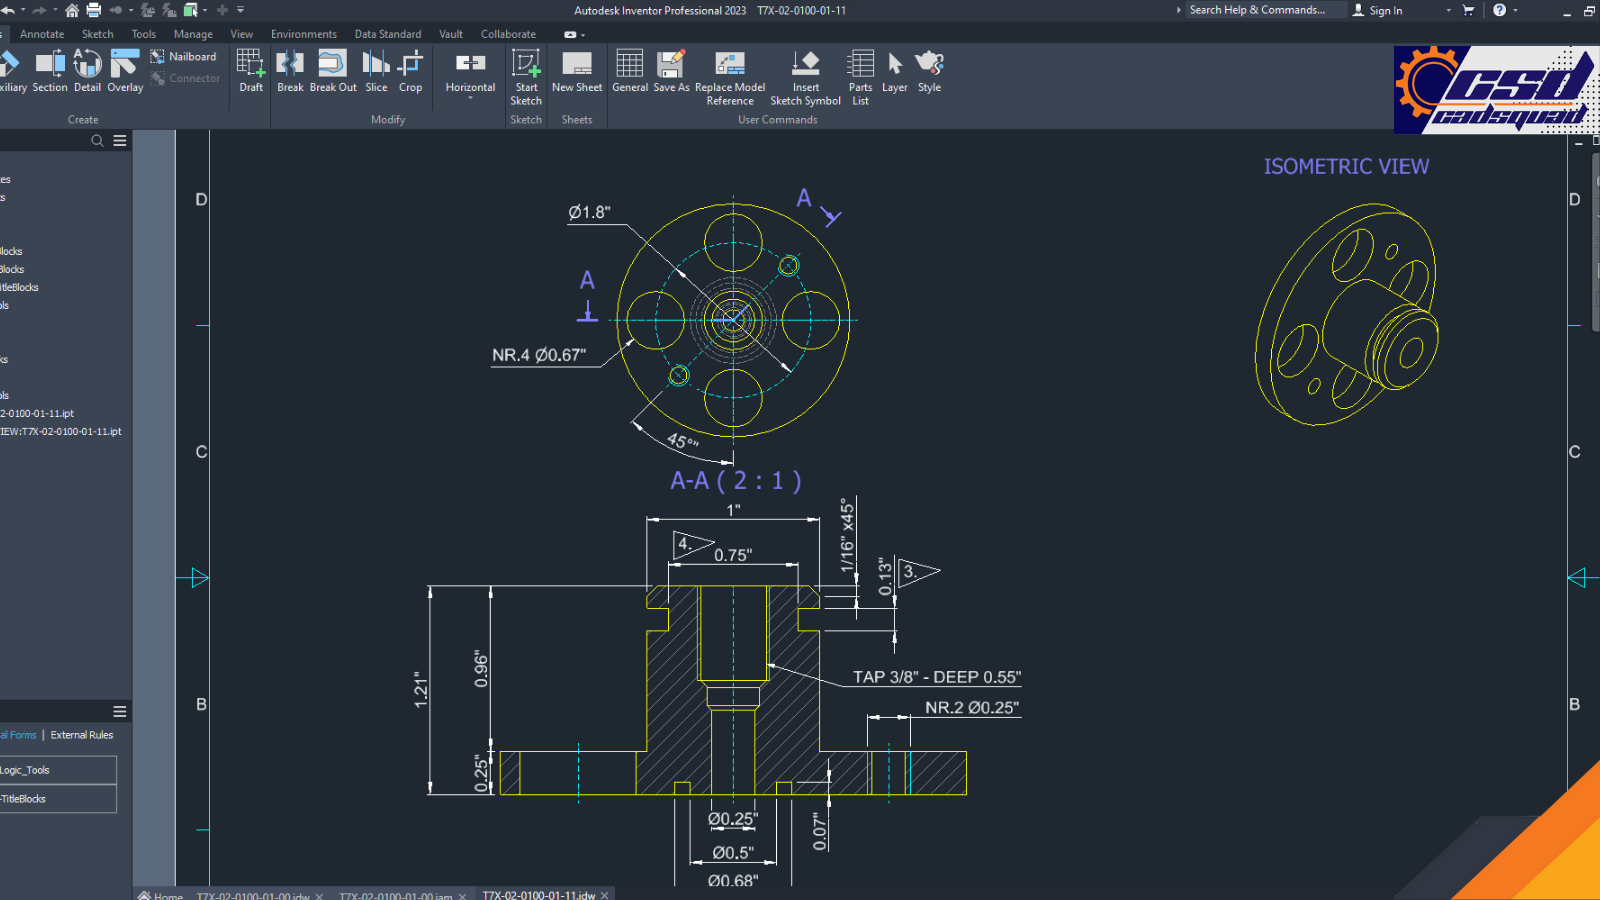 Autodesk Inventor Professional 2023 T7X-02-0100-01-11
Search Help & Commands...
Sign In
Annotate Sketch Tools Manage View Environments Data Standard Vault Collaborate
xiliary Section Detail Overlay
Nailboard
Connector
Draft
Break Break Out Slice Crop
Horizontal
Start Sketch
New Sheet
General Save As Replace Model Reference
Insert Sketch Symbol
Parts List
Layer Style
Create
Modify
Sketch
Sheets
User Commands
CSD
cadsquad
ISOMETRIC VIEW
D
D
C
C
B
B
Blocks
Blocks
itleBlocks
2-0100-01-11.ipt
IEW:T7X-02-0100-01-11.ipt
al Forms | External Rules
Logic_Tools
-TitleBlocks
Ø1.8"
A
A
NR.4 Ø0.67"
45°"
A-A ( 2 : 1 )
1"
4.
0.75"
1/16" x45°
0.13"
3.
1.21"
0.96"
0.25"
TAP 3/8" - DEEP 0.55"
NR.2 Ø0.25"
Ø0.25"
0.07"
Ø0.5"
Ø0.68"
Home T7X-02-0100-01-00.idw T7X-02-0100-01-00.iam T7X-02-0100-01-11.idw